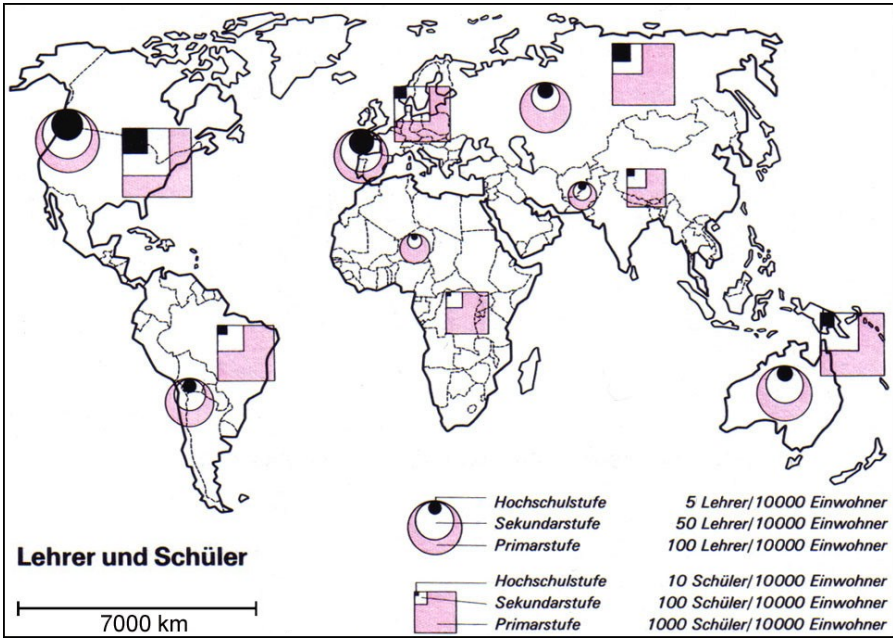 Hochschulstufe 5 Lehrer/10000 Einwohner
Sekundarstufe 50 Lehrer/10000 Einwohner
Primarstufe 100 Lehrer/10000 Einwohner
Lehrer und Schüler
Hochschulstufe 10 Schüler/10000 Einwohner
Sekundarstufe 100 Schüler/10000 Einwohner
Primarstufe 1000 Schüler/10000 Einwohner
7000 km